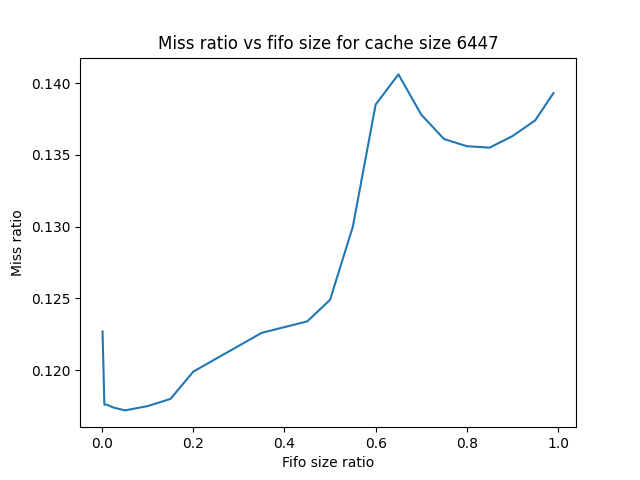 Miss ratio vs fifo size for cache size 6447
0.140
0.135
0.130
0.125
0.120
Miss ratio
0.0 0.2 0.4 0.6 0.8 1.0
Fifo size ratio